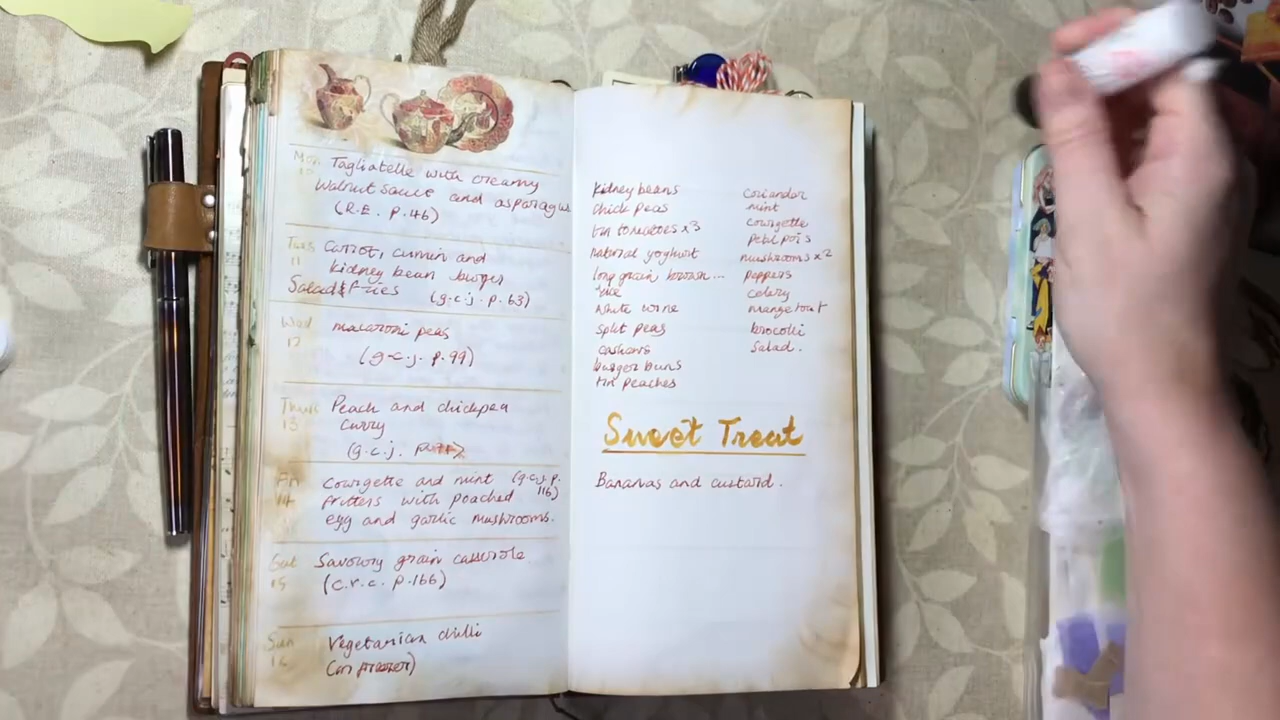 Mon
Tagliatelle with creamy
Walnut sauce and asparagus
(R.E. p.46)
Tues
11
Carrot, cumin and
kidney bean burger
Salad & fries (g.c.j. p.63)
Wed
12
macaroni peas
(g.c.j. p.99)
Thurs
13
Peach and chickpea
curry
(g.c.j.
Fri
14
Courgette and mint (g.c.j. p.
116)
fritters with poached
egg and garlic mushrooms.
Sat
15
Savoury grain casserole
(c.r.c. p.166)
Sun
16
Vegetarian chilli
(in freezer)
kidney beans
chick peas
tin tomatoes x3
natural yoghurt
long grain brown...
rice
white wine
split peas
cashews
burger buns
tin peaches
coriander
mint
courgette
petit pois
mushrooms x2
peppers
celery
mangetout
brocoli
salad.
Sweet Treat
Bananas and custard.